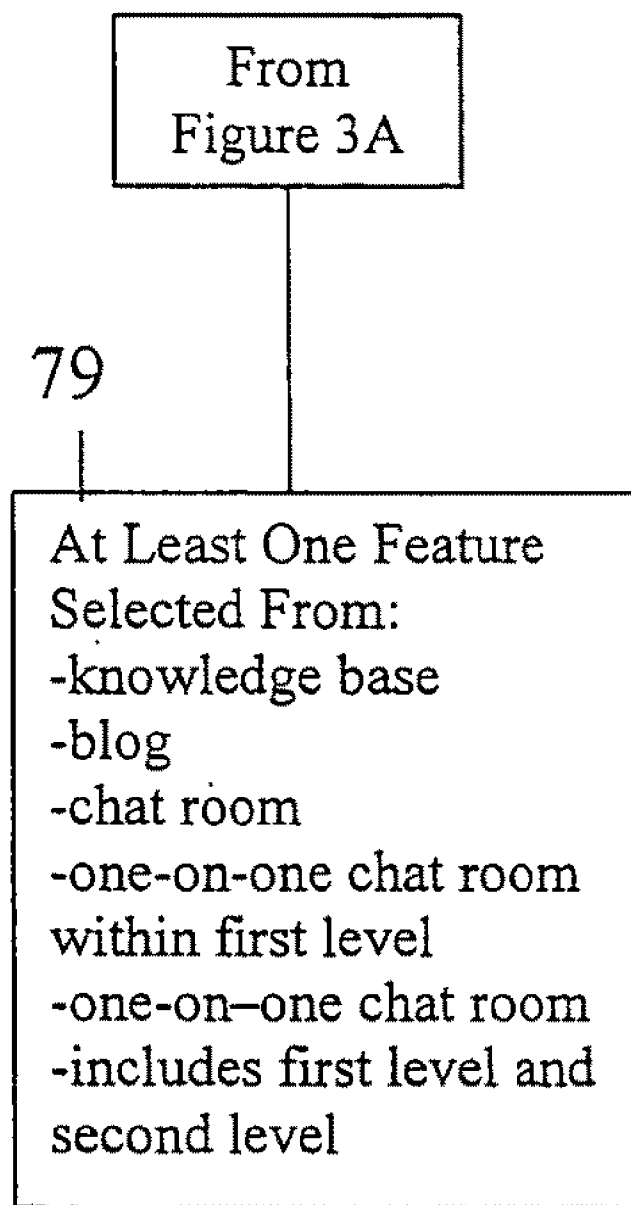 From
Figure 3A
79
At Least One Feature
Selected From:
-knowledge base
-blog
-chat room
-one-on-one chat room
within first level
-one-on–one chat room
-includes first level and
second level